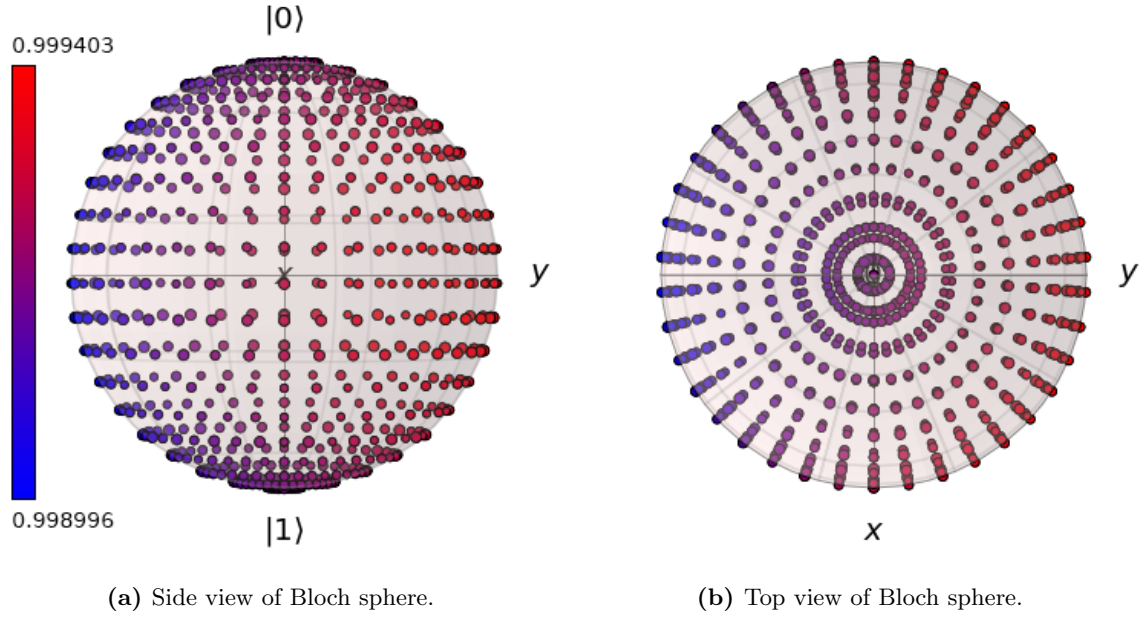 |0⟩
0.999403
y
y
x
0.998996
|1⟩
x
(a) Side view of Bloch sphere.
(b) Top view of Bloch sphere.